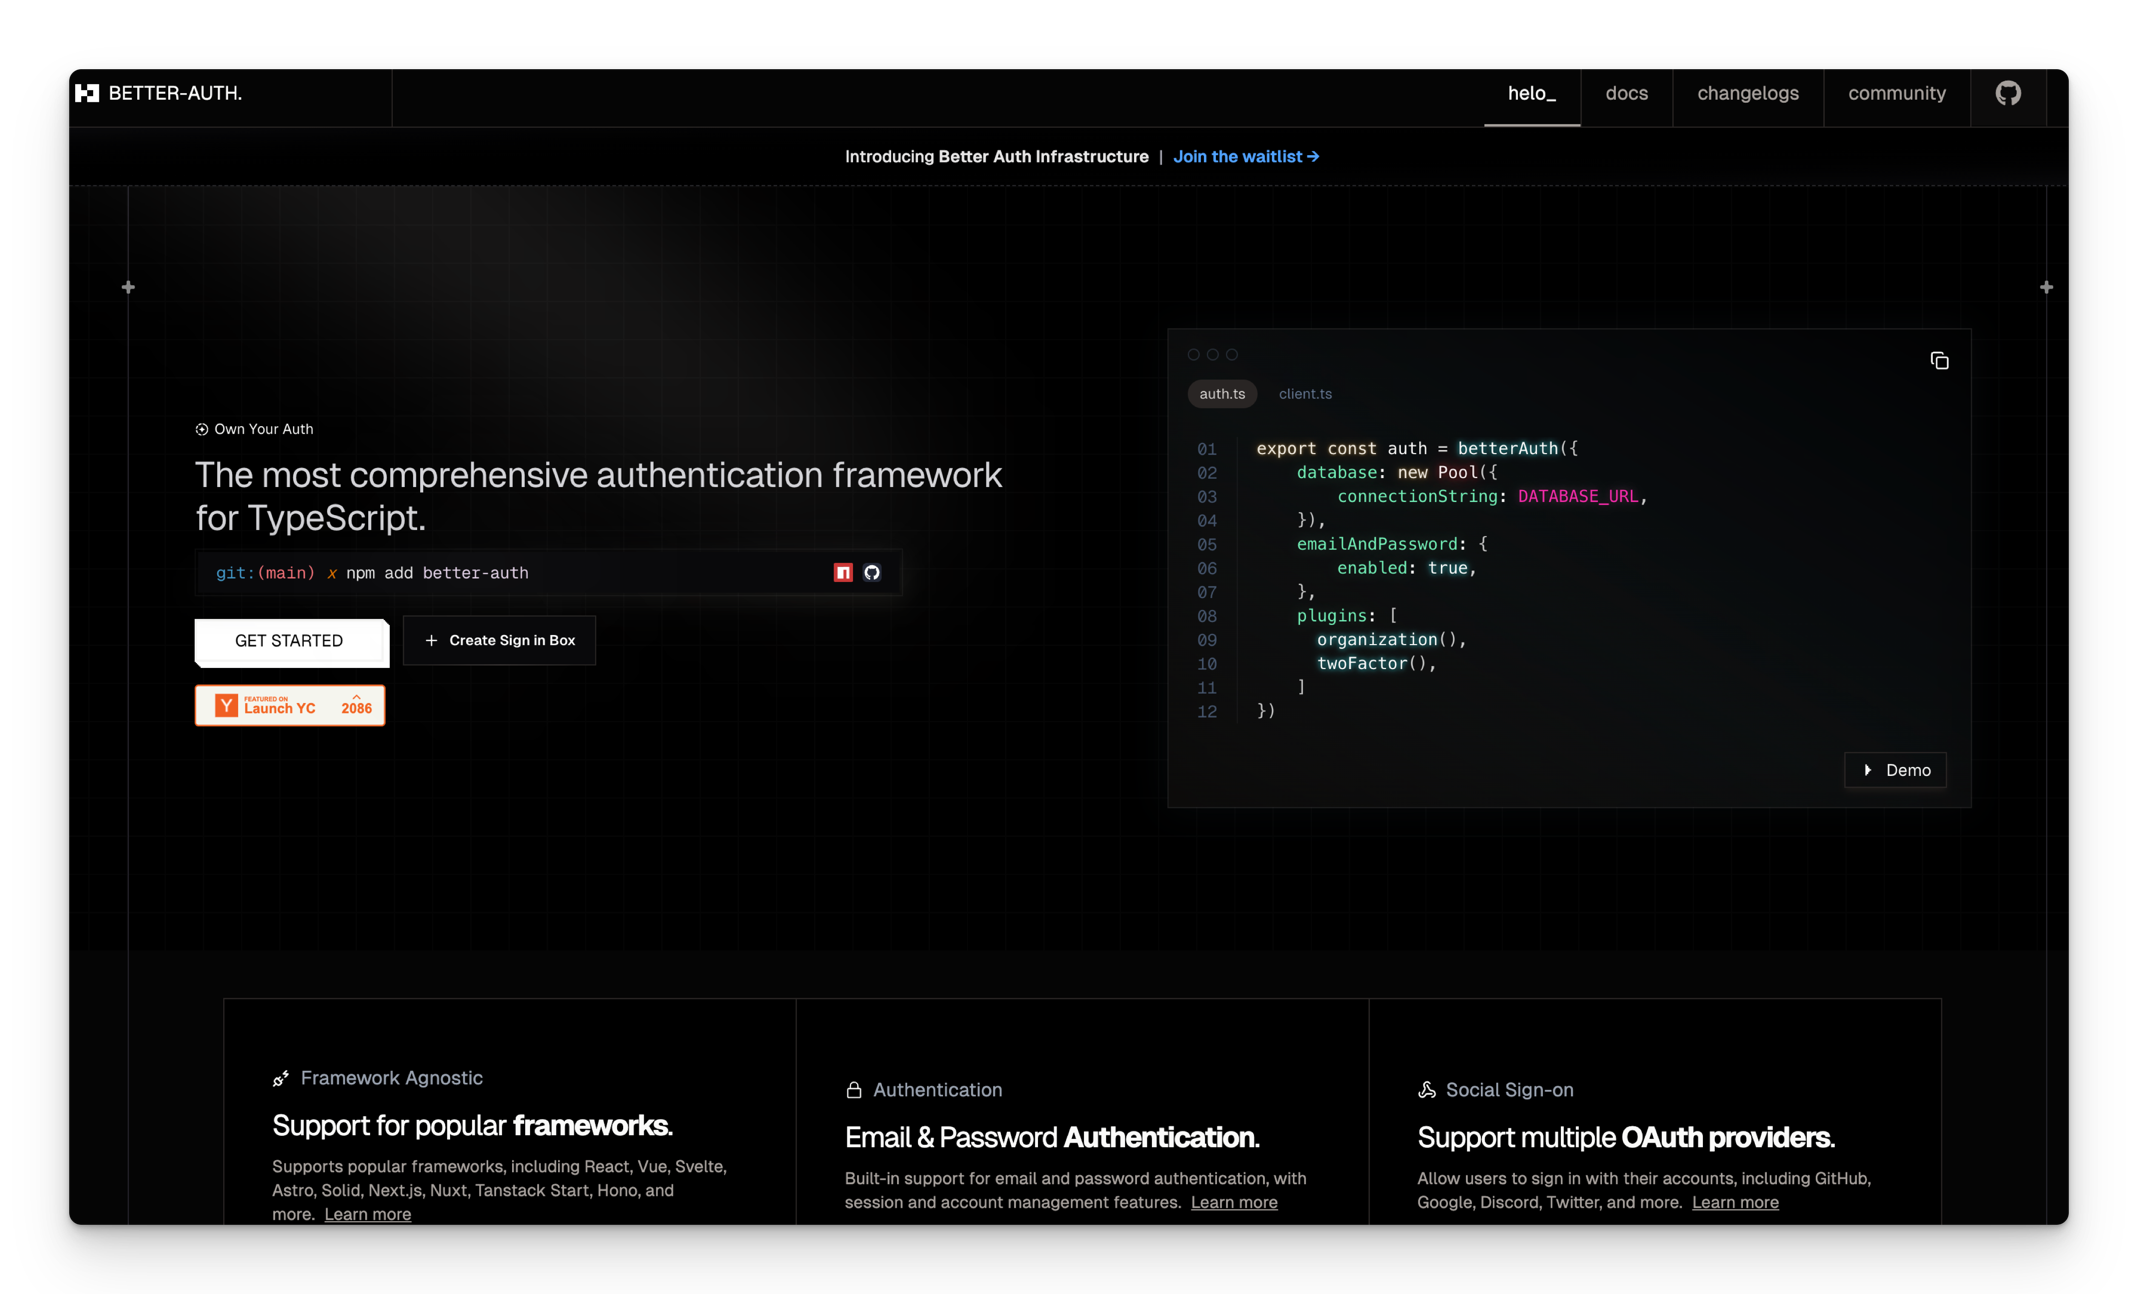 BETTER-AUTH.
helo_
docs
changelogs
community
Introducing Better Auth Infrastructure | Join the waitlist →
Own Your Auth
The most comprehensive authentication framework
for TypeScript.
git:(main) x npm add better-auth
GET STARTED
+ Create Sign in Box
Y
FEATURED ON
Launch YC
2086
auth.ts
client.ts
01 export const auth = betterAuth({
02     database: new Pool({
03         connectionString: DATABASE_URL,
04     }),
05     emailAndPassword: {
06         enabled: true,
07     },
08     plugins: [
09       organization(),
10       twoFactor(),
11     ]
12 })
Demo
Framework Agnostic
Support for popular frameworks.
Supports popular frameworks, including React, Vue, Svelte,
Astro, Solid, Next.js, Nuxt, Tanstack Start, Hono, and
more. Learn more
Authentication
Email & Password Authentication.
Built-in support for email and password authentication, with
session and account management features. Learn more
Social Sign-on
Support multiple OAuth providers.
Allow users to sign in with their accounts, including GitHub,
Google, Discord, Twitter, and more. Learn more